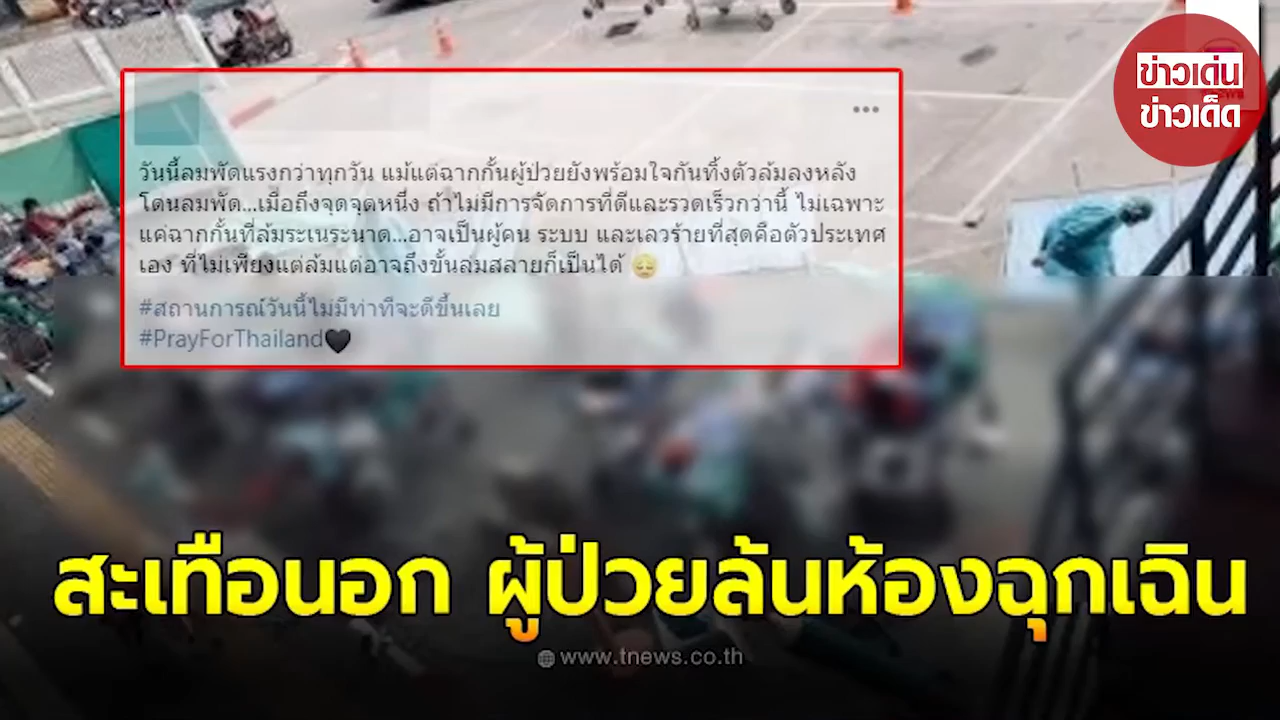 ข่าวเด่น
ข่าวเด็ด
วันนี้ลมพัดแรงกว่าทุกวัน แม้แต่ฉากกั้นผู้ป่วยยังพร้อมใจกันทิ้งตัวล้มลงหลัง
โดนลมพัด...เมื่อถึงจุดจุดหนึ่ง ถ้าไม่มีการจัดการที่ดีและรวดเร็วกว่านี้ ไม่เฉพาะ
แค่ฉากกั้นที่ล้มระเนระนาด...อาจเป็นผู้คน ระบบ และเลวร้ายที่สุดคือตัวประเทศ
เอง ที่ไม่เพียงแต่ล้มแต่อาจถึงขั้นล่มสลายก็เป็นได้ 😔
#สถานการณ์วันนี้ไม่มีท่าทีจะดีขึ้นเลย
#PrayForThailand🖤
สะเทือนอก ผู้ป่วยล้นห้องฉุกเฉิน
www.tnews.co.th